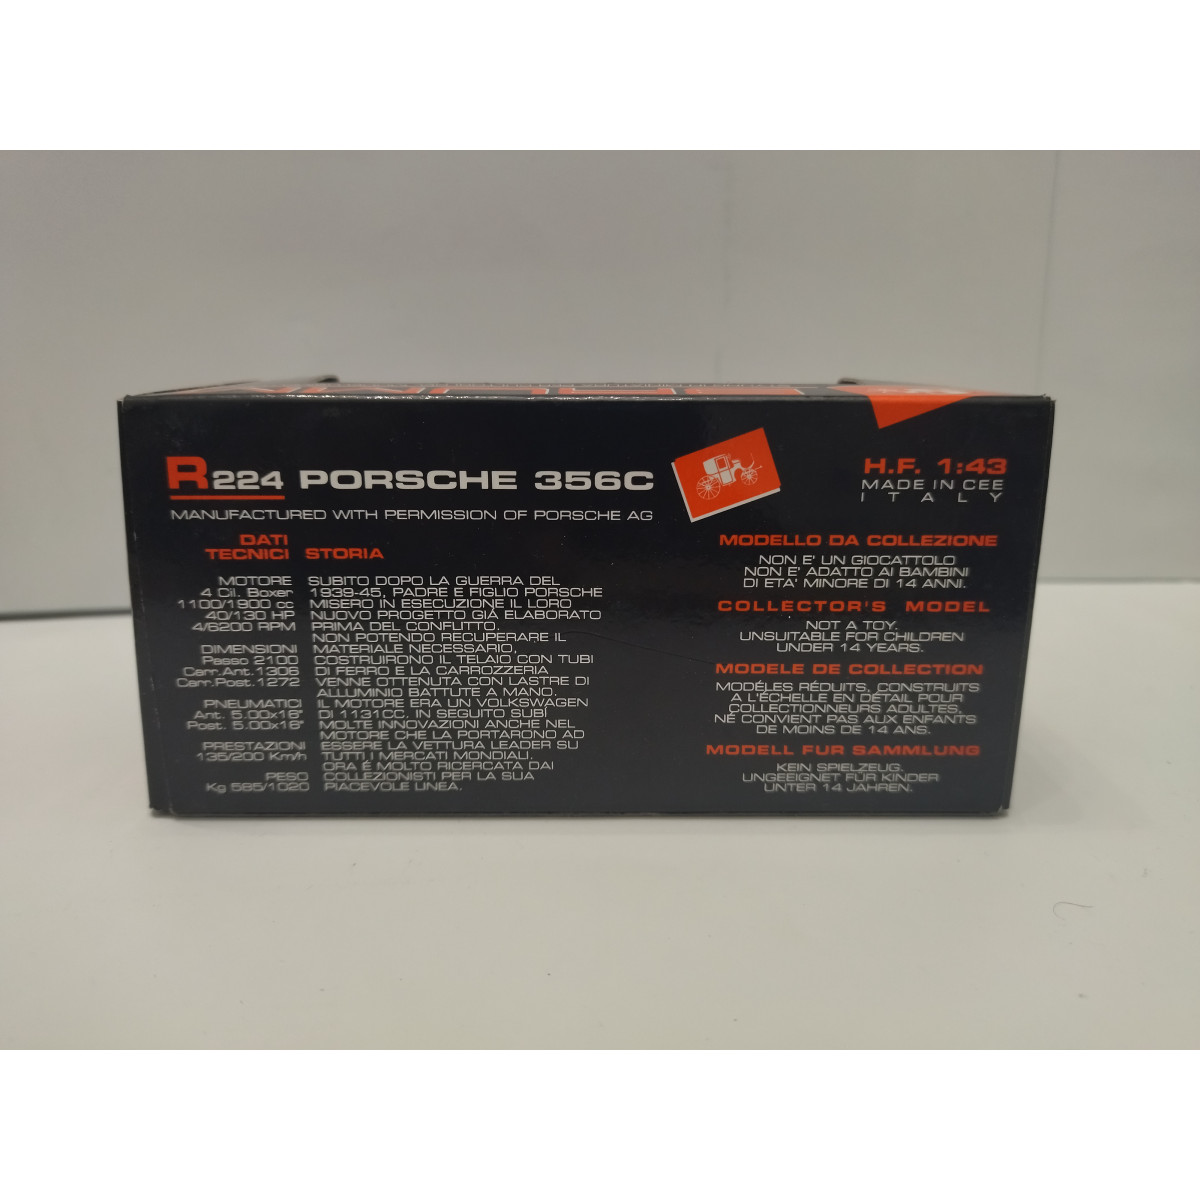 R224 PORSCHE 356C
MANUFACTURED WITH PERMISSION OF PORSCHE AG
H.F. 1:43
MADE IN CEE
ITALY
DATI
TECNICI
MOTORE
4 Cil. Boxer
1100/1900 cc
40/130 HP
4/6200 RPM
DIMENSIONI
Passo 2100
Carr.Ant.1306
Carr.Post.1272
PNEUMATICI
Ant. 5.00x16"
Post. 5.00x16"
PRESTAZIONI
135/200 Km/h
PESO
Kg 585/1020
STORIA
SUBITO DOPO LA GUERRA DEL
1939-45, PADRE E FIGLIO PORSCHE
MISERO IN ESECUZIONE IL LORO
NUOVO PROGETTO GIÀ ELABORATO
PRIMA DEL CONFLITTO.
NON POTENDO RECUPERARE IL
MATERIALE NECESSARIO,
COSTRUIRONO IL TELAIO CON TUBI
DI FERRO E LA CARROZZERIA
VENNE OTTENUTA CON LASTRE DI
ALLUMINIO BATTUTE A MANO.
IL MOTORE ERA UN VOLKSWAGEN
DI 1131CC. IN SEGUITO SUBÌ
MOLTE INNOVAZIONI ANCHE NEL
MOTORE CHE LA PORTARONO AD
ESSERE LA VETTURA LEADER SU
TUTTI I MERCATI MONDIALI.
ORA È MOLTO RICERCATA DAI
COLLEZIONISTI PER LA SUA
PIACEVOLE LINEA.
MODELLO DA COLLEZIONE
NON E' UN GIOCATTOLO
NON E' ADATTO AI BAMBINI
DI ETA' MINORE DI 14 ANNI.
COLLECTOR'S MODEL
NOT A TOY.
UNSUITABLE FOR CHILDREN
UNDER 14 YEARS.
MODELE DE COLLECTION
MODÉLES RÉDUITS, CONSTRUITS
A L'ÉCHELLE EN DÉTAIL POUR
COLLECTIONNEURS ADULTES.
NÉ CONVIENT PAS AUX ENFANTS
DE MOINS DE 14 ANS.
MODELL FUR SAMMLUNG
KEIN SPIELZEUG.
UNGEEIGNET FÜR KINDER
UNTER 14 JAHREN.